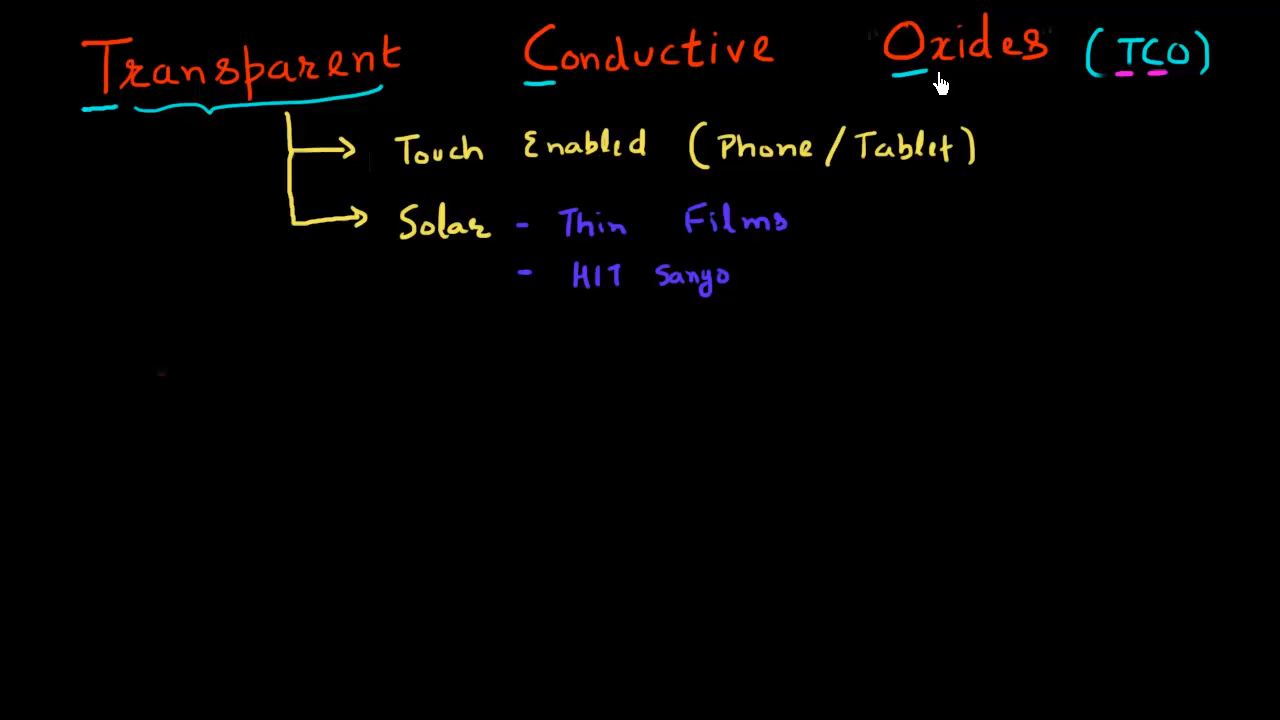 Transparent Conductive Oxides (TCO)
Touch Enabled (Phone/Tablet)
Solar - Thin Films
- HIT Sanyo